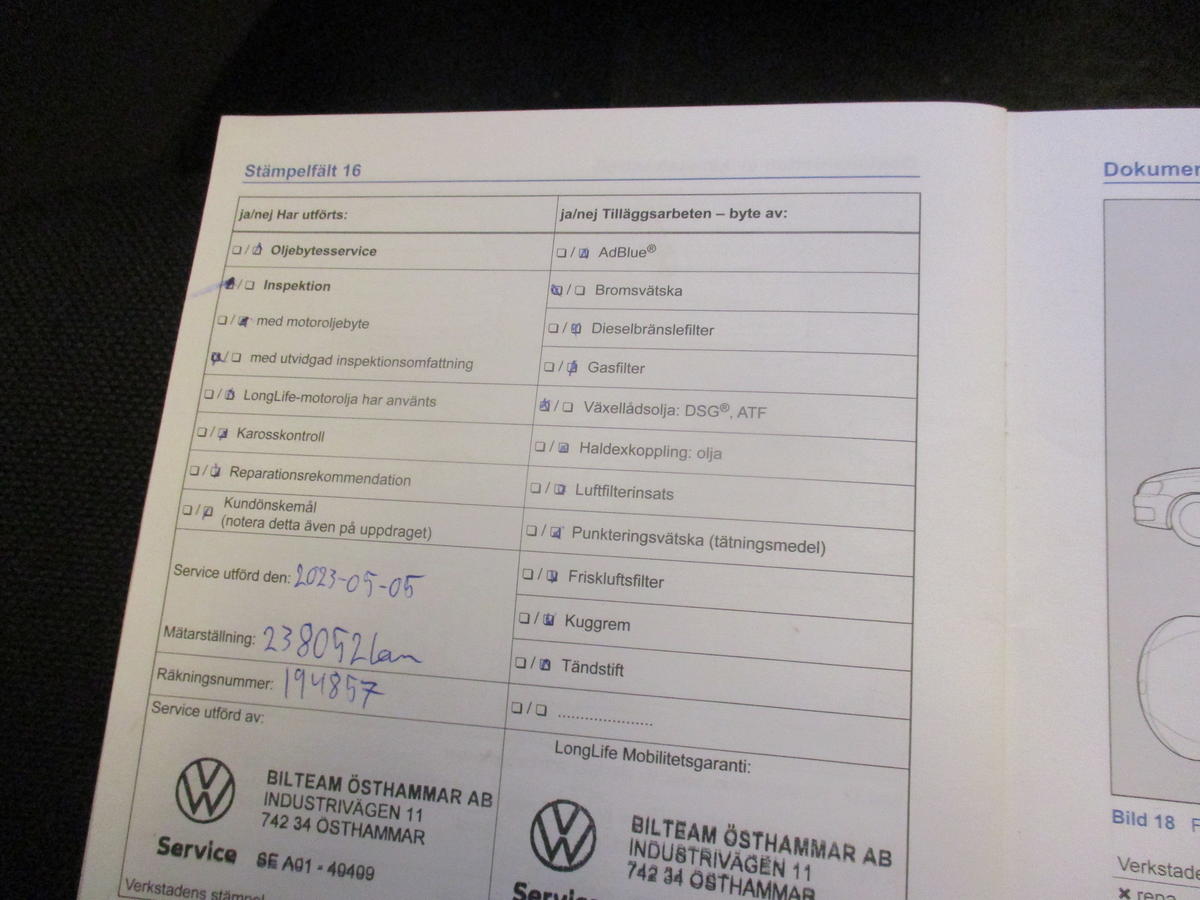 Stämpelfält 16
ja/nej Har utförts:
❏/❏ Oljebytesservice
❏/❏ Inspektion
❏/❏ med motoroljebyte
❏/❏ med utvidgad inspektionsomfattning
❏/❏ LongLife-motorolja har använts
❏/❏ Karosskontroll
❏/❏ Reparationsrekommendation
❏/❏ Kundönskemål
(notera detta även på uppdraget)
Service utförd den: 2023-05-05
Mätarställning: 238052km
Räkningsnummer: 194857
Service utförd av:
BILTEAM ÖSTHAMMAR AB
INDUSTRIVÄGEN 11
742 34 ÖSTHAMMAR
Service SE A01 - 40409
Verkstadens stämpel
ja/nej Tilläggsarbeten – byte av:
❏/❏ AdBlue®
❏/❏ Bromsvätska
❏/❏ Dieselbränslefilter
❏/❏ Gasfilter
❏/❏ Växellådsolja: DSG®, ATF
❏/❏ Haldexkoppling: olja
❏/❏ Luftfilterinsats
❏/❏ Punkteringsvätska (tätningsmedel)
❏/❏ Friskluftsfilter
❏/❏ Kuggrem
❏/❏ Tändstift
❏/❏ ......................
LongLife Mobilitetsgaranti:
BILTEAM ÖSTHAMMAR AB
INDUSTRIVÄGEN 11
742 34 ÖSTHAMMAR
Service
Dokumen
Bild 18 F
Verkstade
✖ repa